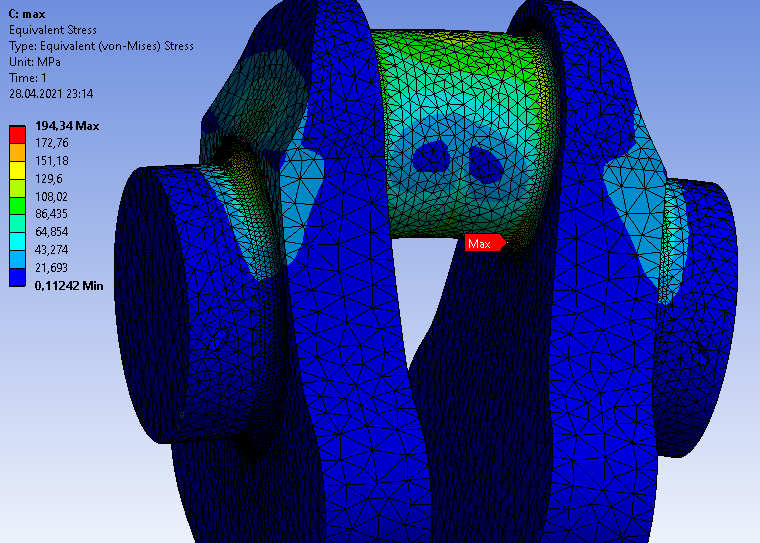 C: max
Equivalent Stress
Type: Equivalent (von-Mises) Stress
Unit: MPa
Time: 1
28.04.2021 23:14
194,34 Max
172,76
151,18
129,6
108,02
86,435
64,854
43,274
21,693
0,11242 Min
Max